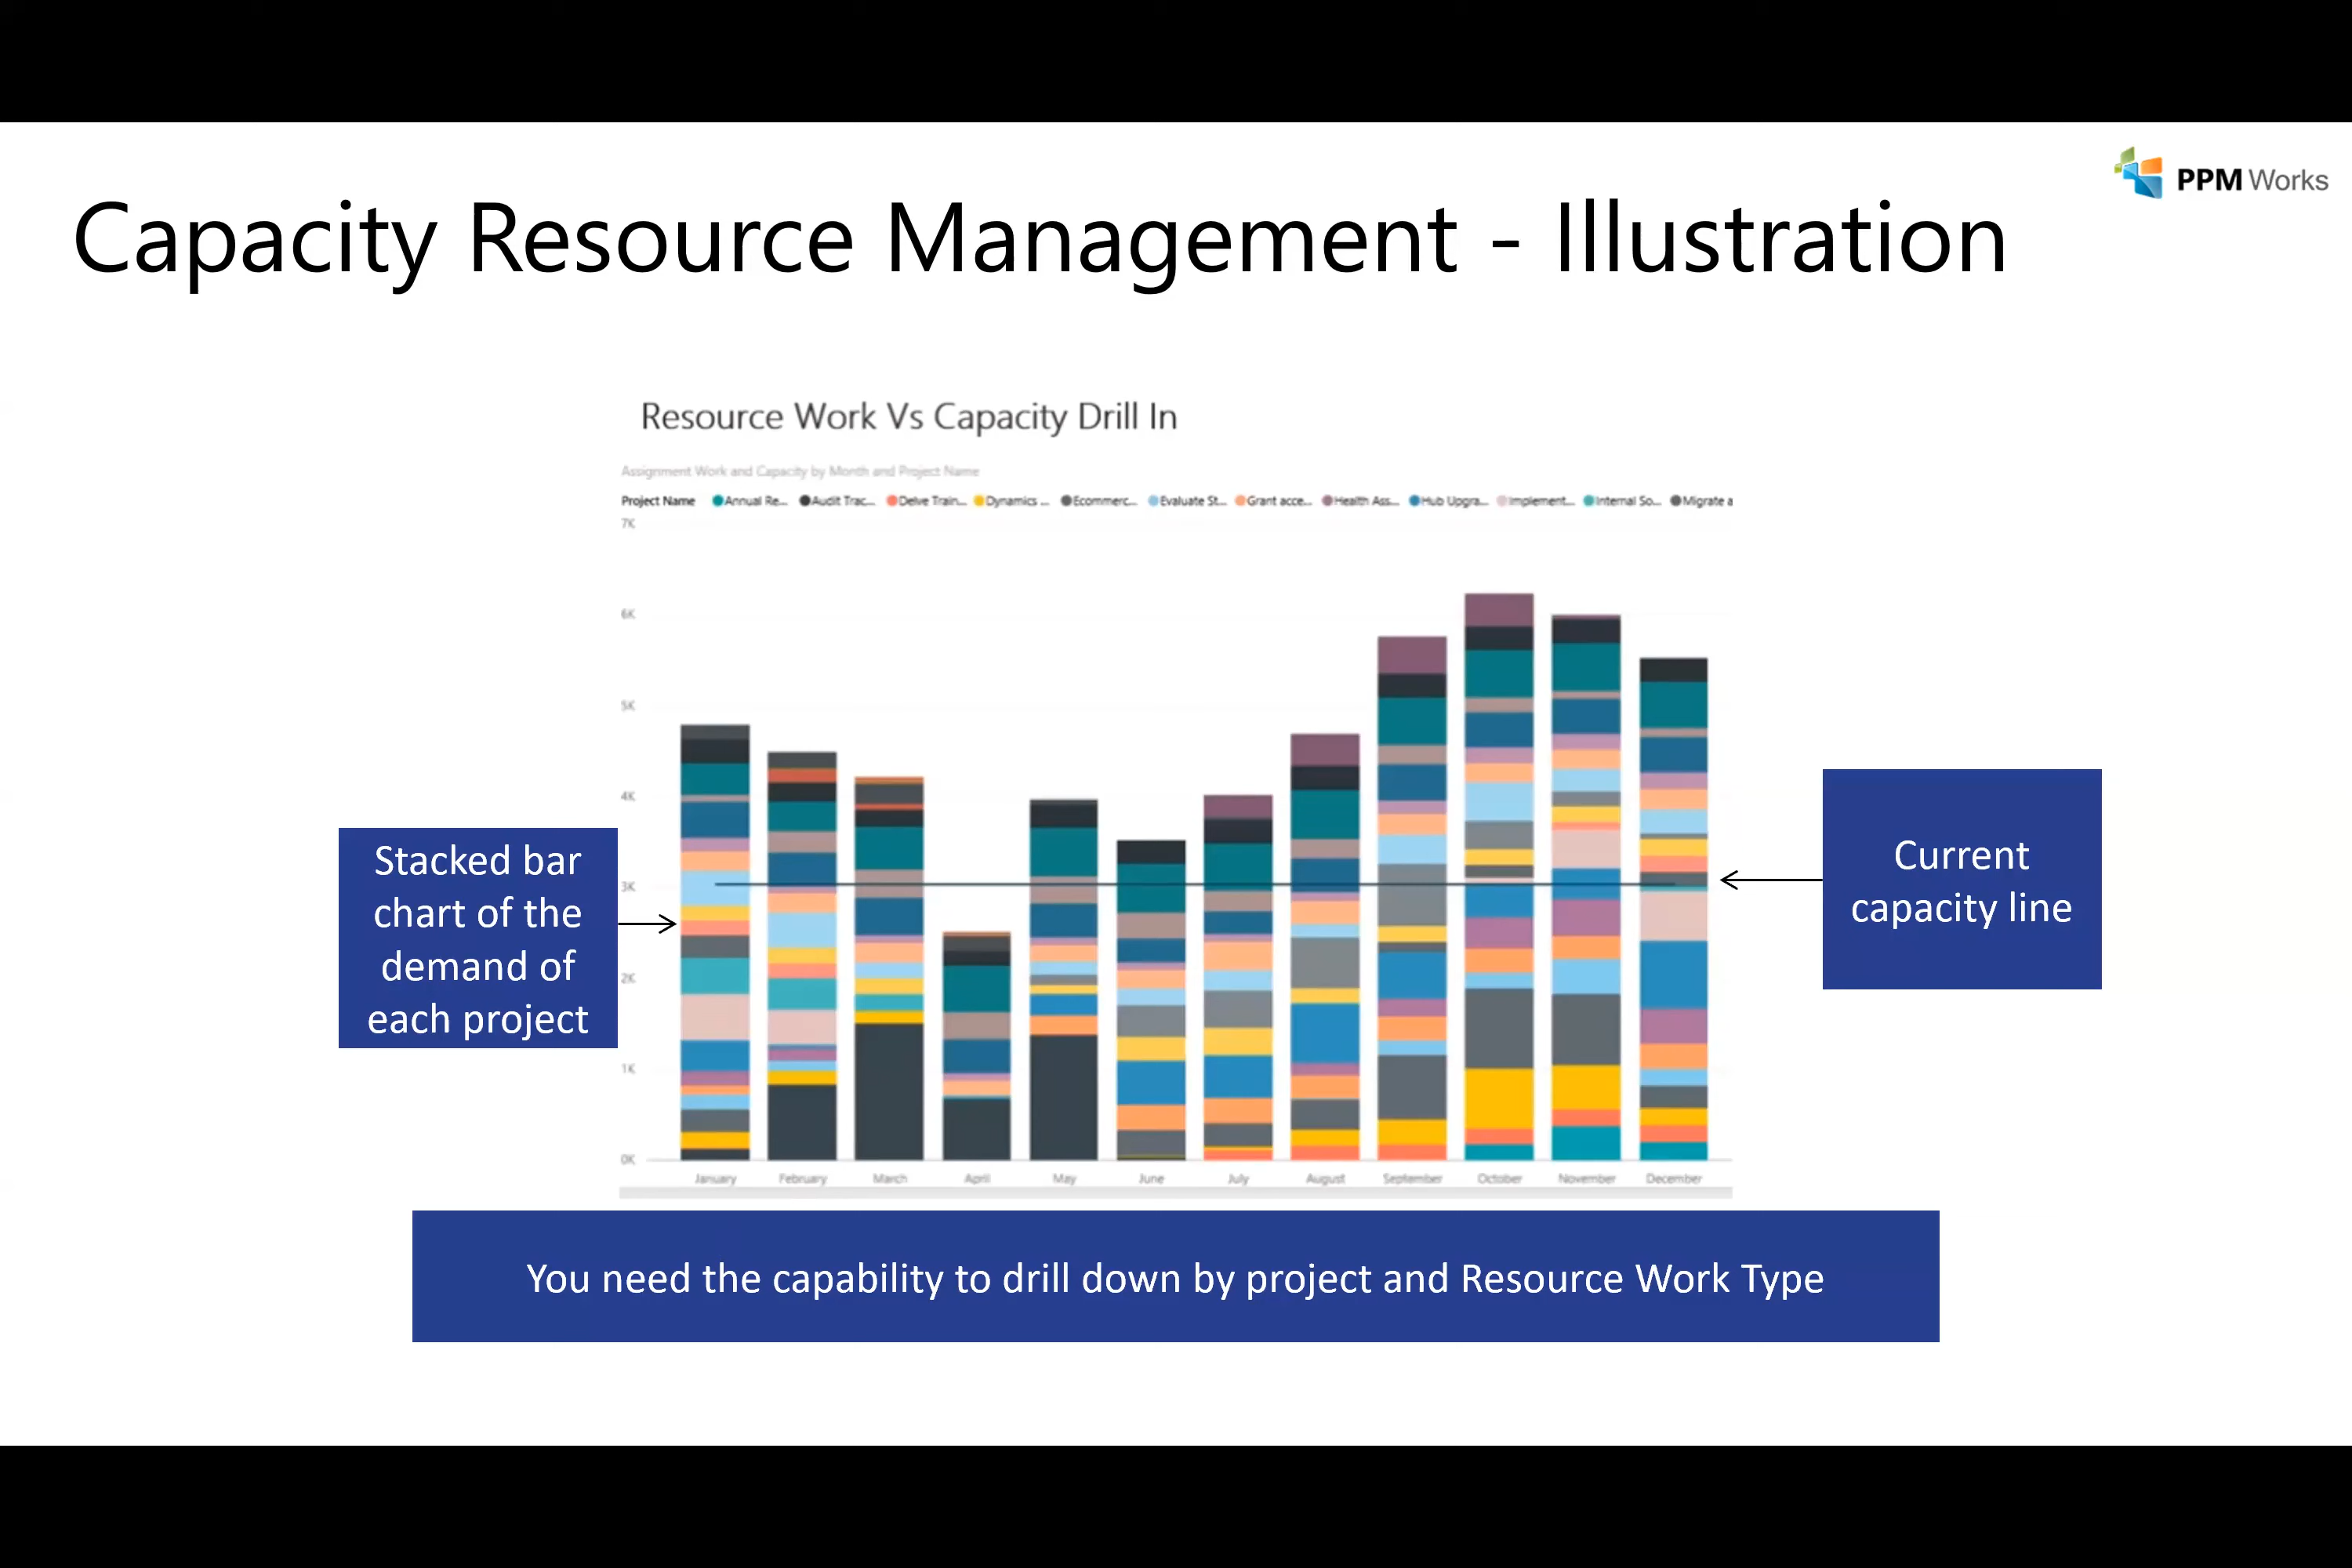 PPM Works
Capacity Resource Management - Illustration
Resource Work Vs Capacity Drill In
Assignment Work and Capacity by Month and Project Name
Project Name Annual Re... Audit Trac... Delve Train... Dynamics ... Ecommerc... Evaluate St... Grant acce... Health Ass... Hub Upgra... Implement... Internal So... Migrate a
7K
6K
5K
4K
3K
2K
1K
0K
January February March April May June July August September October November December
Stacked bar
chart of the
demand of
each project
Current
capacity line
You need the capability to drill down by project and Resource Work Type